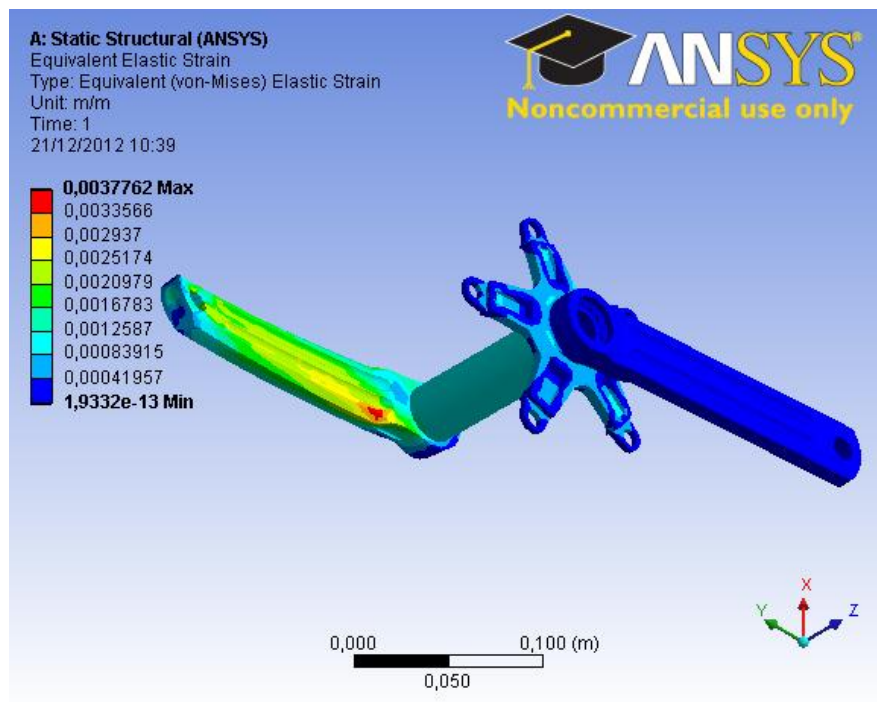 A: Static Structural (ANSYS)
Equivalent Elastic Strain
Type: Equivalent (von-Mises) Elastic Strain
Unit: m/m
Time: 1
21/12/2012 10:39
ANSYS®
Noncommercial use only
0,0037762 Max
0,0033566
0,002937
0,0025174
0,0020979
0,0016783
0,0012587
0,00083915
0,00041957
1,9332e-13 Min
X
Y
Z
0,000
0,100 (m)
0,050